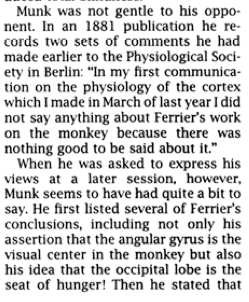 Munk was not gentle to his oppo-
nent. In an 1881 publication he re-
cords two sets of comments he had
made earlier to the Physiological Soci-
ety in Berlin: "In my first communica-
tion on the physiology of the cortex
which I made in March of last year I did
not say anything about Ferrier's work
on the monkey because there was
nothing good to be said about it."
When he was asked to express his
views at a later session, however,
Munk seems to have had quite a bit to
say. He first listed several of Ferrier's
conclusions, including not only his
assertion that the angular gyrus is the
visual center in the monkey but also
his idea that the occipital lobe is the
seat of hunger! Then he stated that